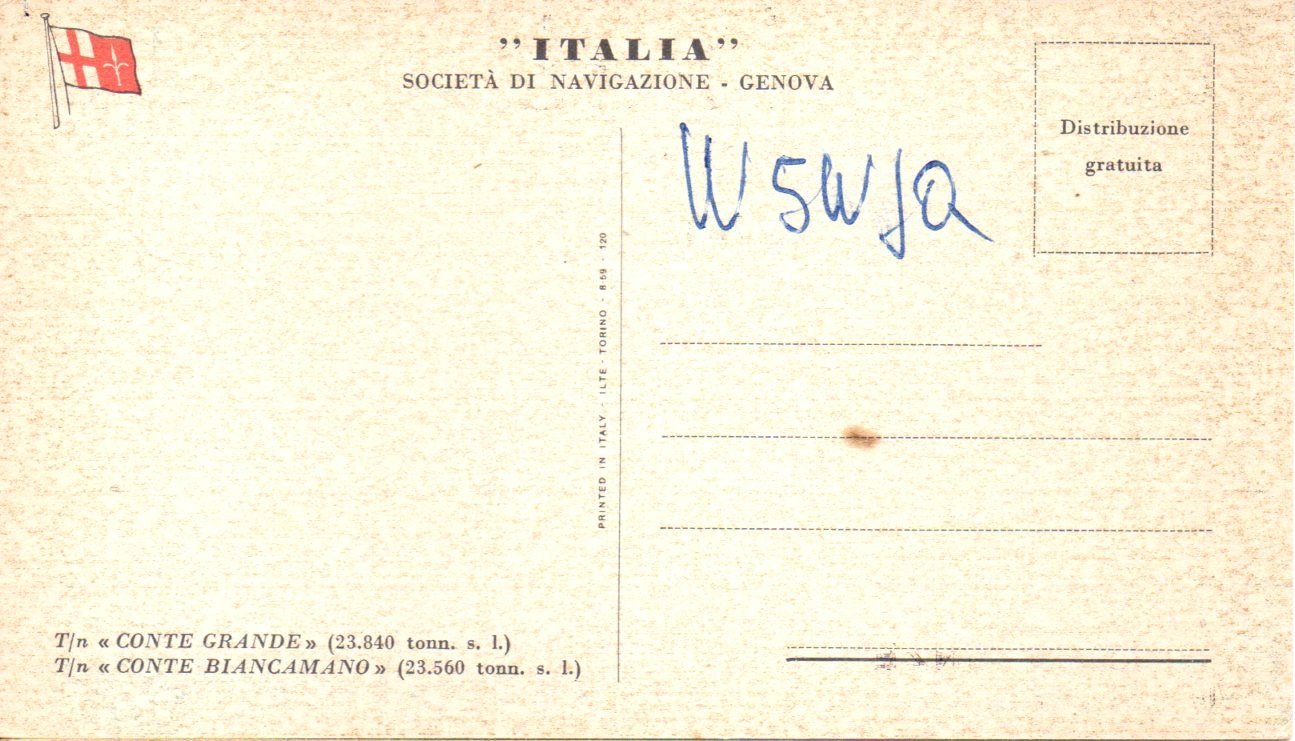 "ITALIA"
SOCIETÀ DI NAVIGAZIONE - GENOVA
Distribuzione
gratuita
W5WJQ
PRINTED IN ITALY - ILTE - TORINO - 8-59 - 120
T/n « CONTE GRANDE » (23.840 tonn. s. l.)
T/n « CONTE BIANCAMANO » (23.560 tonn. s. l.)